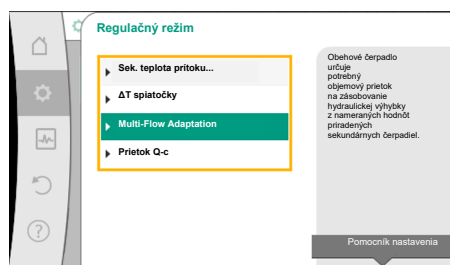 Regulačný režim
Sek. teplota prítoku...
ΔT spiatočky
Multi-Flow Adaptation
Prietok Q-c
Obehové čerpadlo
určuje
potrebný
objemový prietok
na zásobovanie
hydraulickej výhybky
z nameraných hodnôt
priradených
sekundárnych čerpadiel.
Pomocník nastavenia